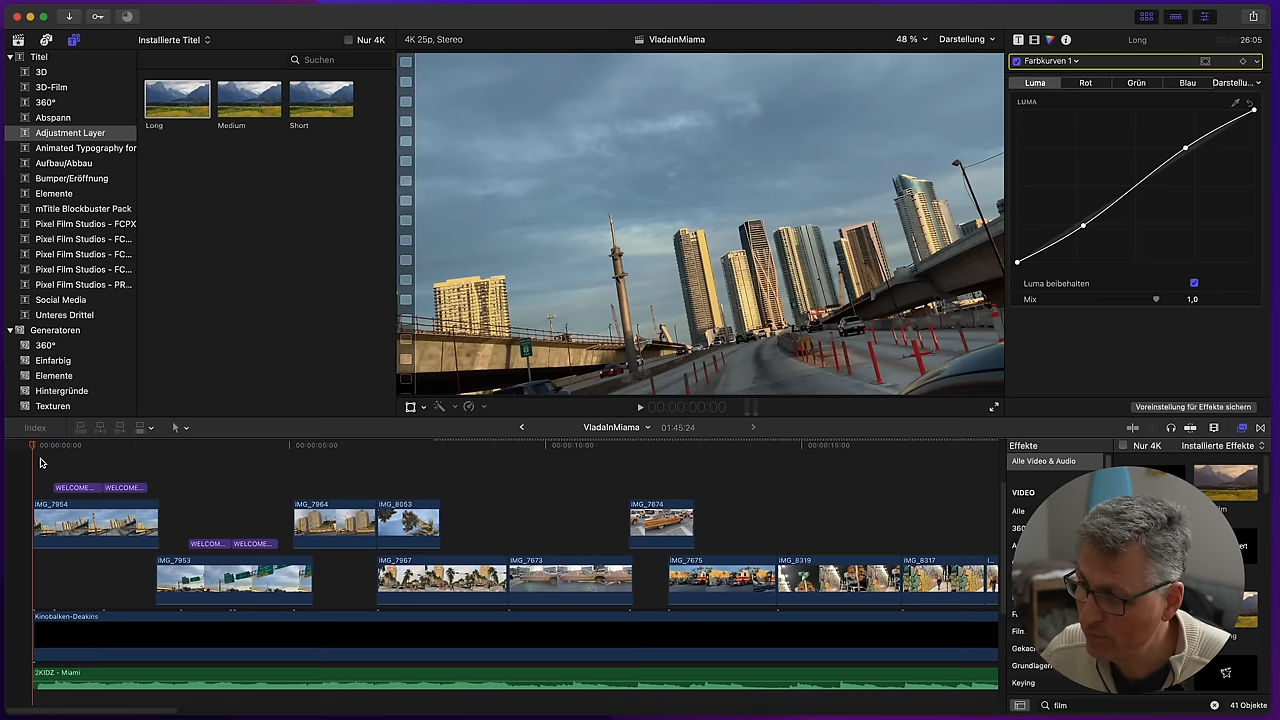 Installierte Titel
Nur 4K
4K 25p, Stereo
VladaInMiama
48 %
Darstellung
Long
00:00:26:05
Titel
3D
3D-Film
360°
Abspann
Adjustment Layer
Animated Typography for
Aufbau/Abbau
Bumper/Eröffnung
Elemente
mTitle Blockbuster Pack
Pixel Film Studios - FCPX
Pixel Film Studios - FC...
Pixel Film Studios - FC...
Pixel Film Studios - FC...
Pixel Film Studios - PR...
Social Media
Unteres Drittel
Generatoren
360°
Einfarbig
Elemente
Hintergründe
Texturen
Suchen
Long
Medium
Short
Farbkurven 1
Luma
Rot
Grün
Blau
Darstellu...
LUMA
Luma beibehalten
Mix
1,0
Voreinstellung für Effekte sichern
00:00:00:00
Index
VladaInMiama
01:45:24
00:00:00:00
00:00:05:00
00:00:10:00
00:00:15:00
WELCOME...
WELCOME...
IMG_7954
IMG_7964
IMG_8053
IMG_7674
WELCOM...
WELCOME...
IMG_7953
IMG_7967
IMG_7673
IMG_7675
IMG_8319
IMG_8317
I...
Kinobalken-Deakins
2KIDZ - Miami
Effekte
Nur 4K
Installierte Effekte
Alle Video & Audio
VIDEO
Alle
Film
Grundlagen
Keying
film
41 Objekte